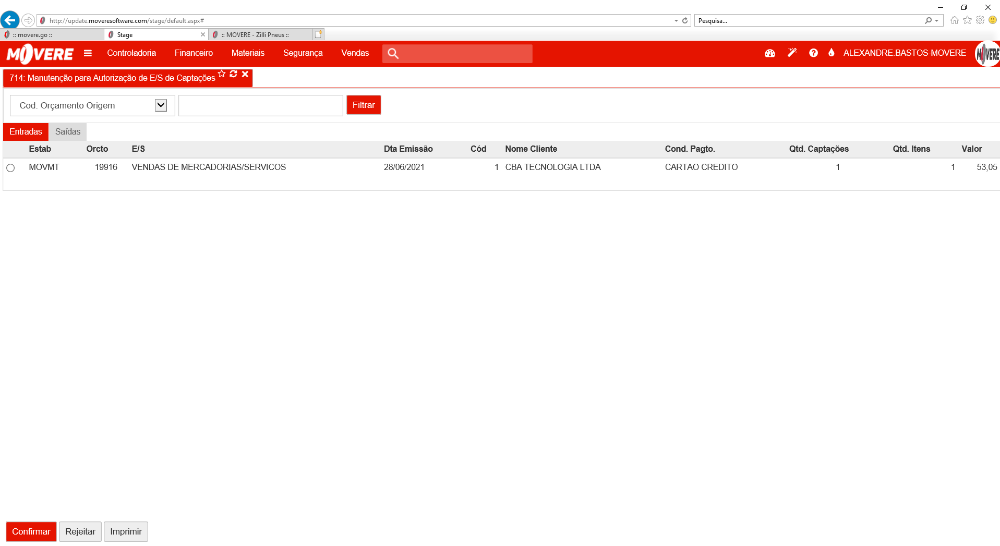 http://update.moveresoftware.com/stage/default.aspx#
Pesquisa...
:: movere.go ::
Stage
:: MOVERE - Zilli Pneus ::
MOVERE
Controladoria
Financeiro
Materiais
Segurança
Vendas
ALEXANDRE.BASTOS-MOVERE
MOVERE
714: Manutenção para Autorização de E/S de Captações
Cod. Orçamento Origem
Filtrar
Entradas
Saídas
Estab Orcto E/S Dta Emissão Cód Nome Cliente Cond. Pagto. Qtd. Captações Qtd. Itens Valor
MOVMT 19916 VENDAS DE MERCADORIAS/SERVICOS 28/06/2021 1 CBA TECNOLOGIA LTDA CARTAO CREDITO 1 1 53,05
Confirmar
Rejeitar
Imprimir